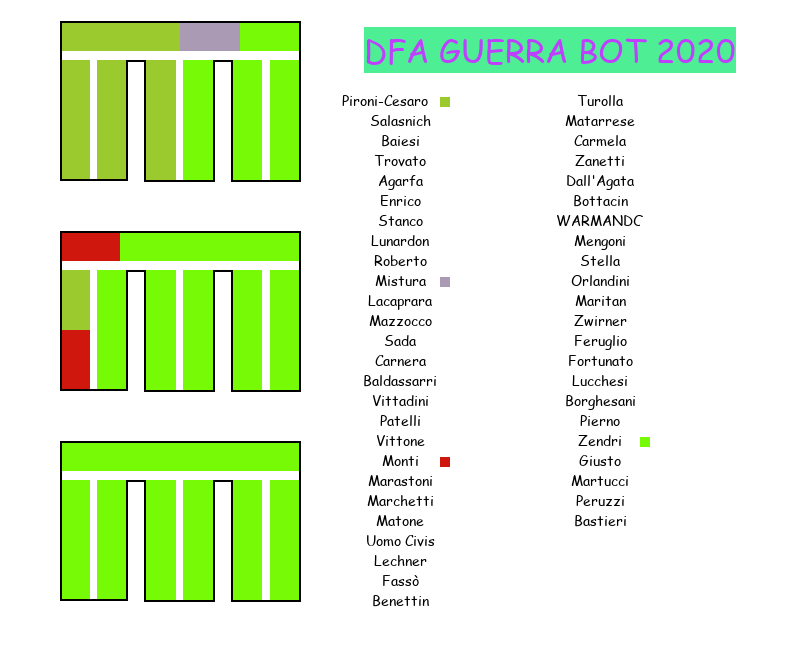 DFA GUERRA BOT 2020
Pironi-Cesaro
Salasnich
Baiesi
Trovato
Agarfa
Enrico
Stanco
Lunardon
Roberto
Mistura
Lacaprara
Mazzocco
Sada
Carnera
Baldassarri
Vittadini
Patelli
Vittone
Monti
Marastoni
Marchetti
Matone
Uomo Civis
Lechner
Fassò
Benettin
Turolla
Matarrese
Carmela
Zanetti
Dall'Agata
Bottacin
WARMANDC
Mengoni
Stella
Orlandini
Maritan
Zwirner
Feruglio
Fortunato
Lucchesi
Borghesani
Pierno
Zendri
Giusto
Martucci
Peruzzi
Bastieri